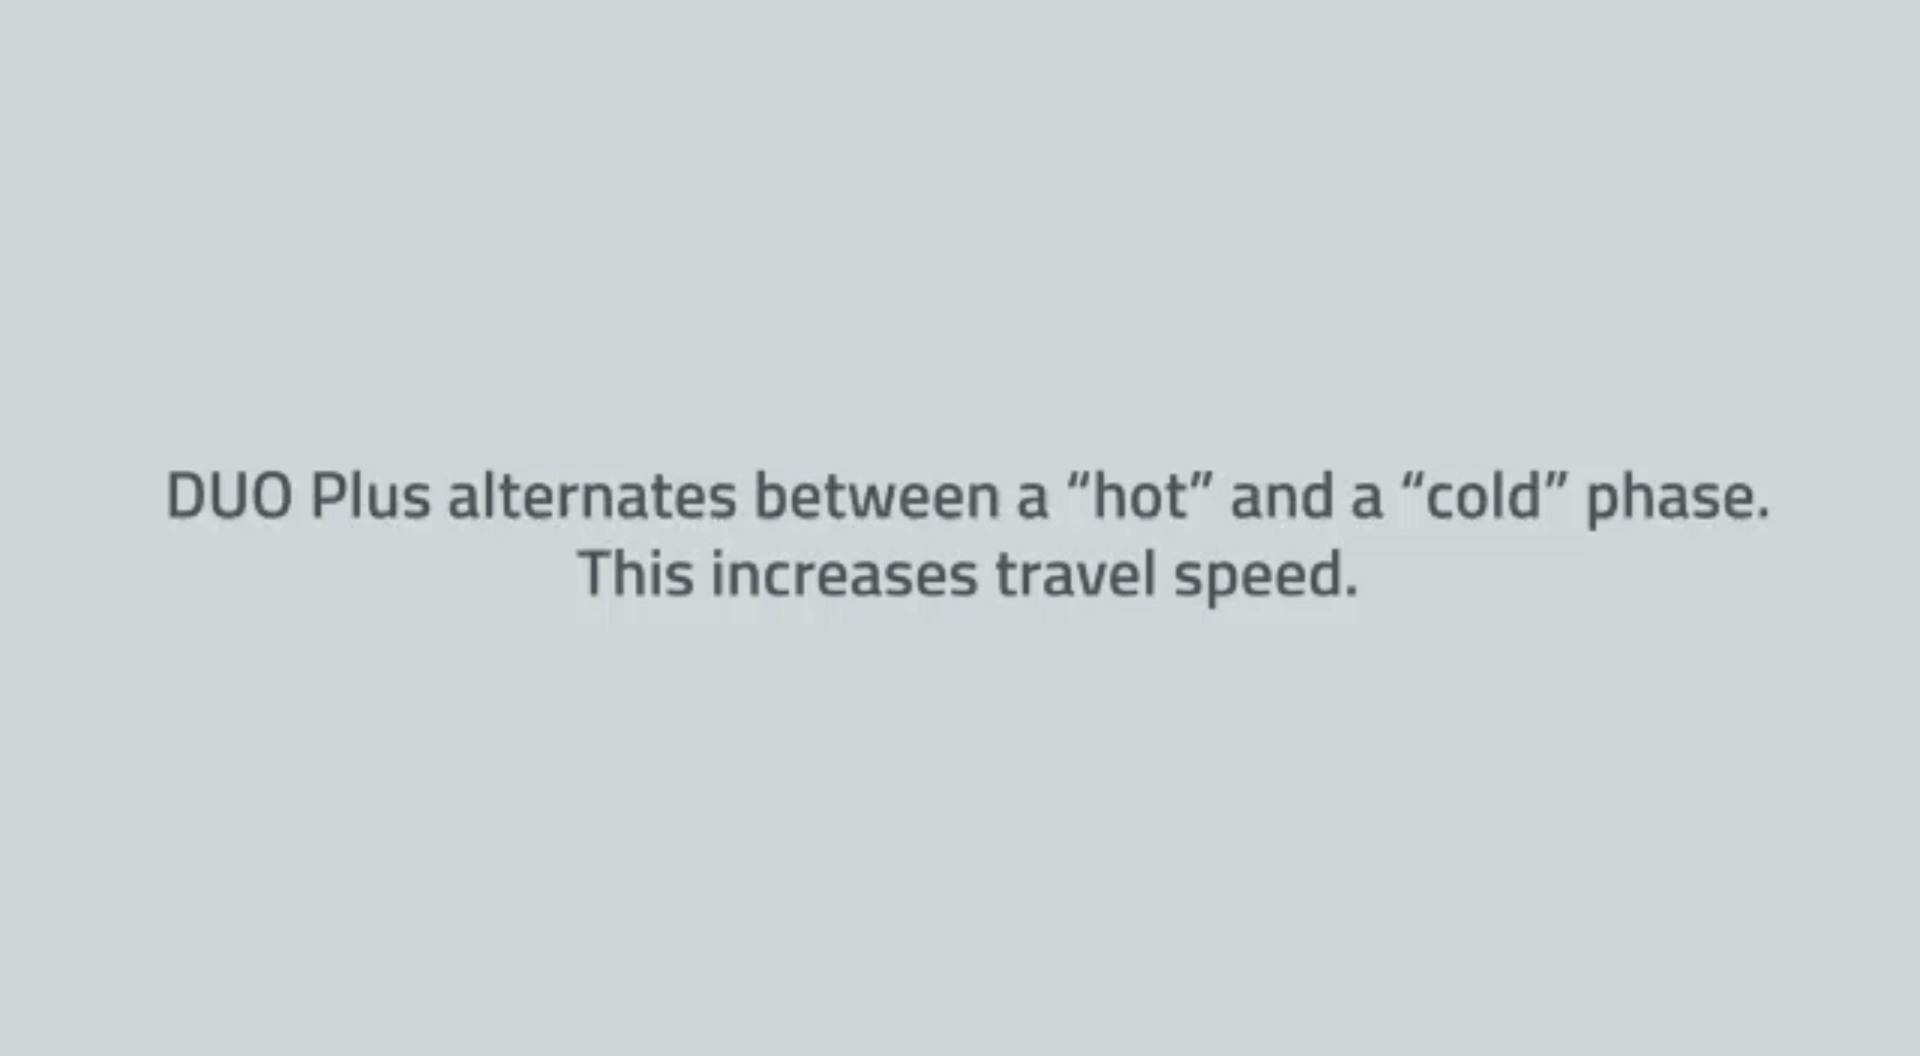 DUO Plus alternates between a “hot” and a “cold” phase.
This increases travel speed.